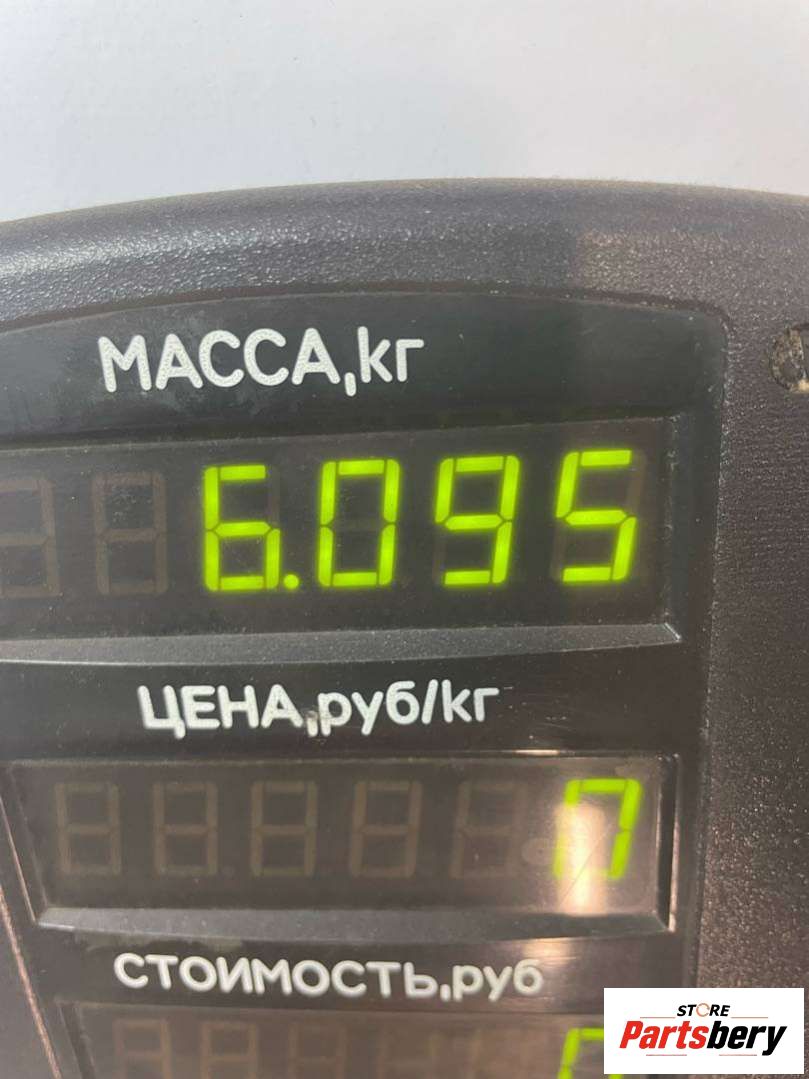 МАССА,кг
6.095
ЦЕНА,руб/кг
7
СТОИМОСТЬ,руб
STORE
Partsbery